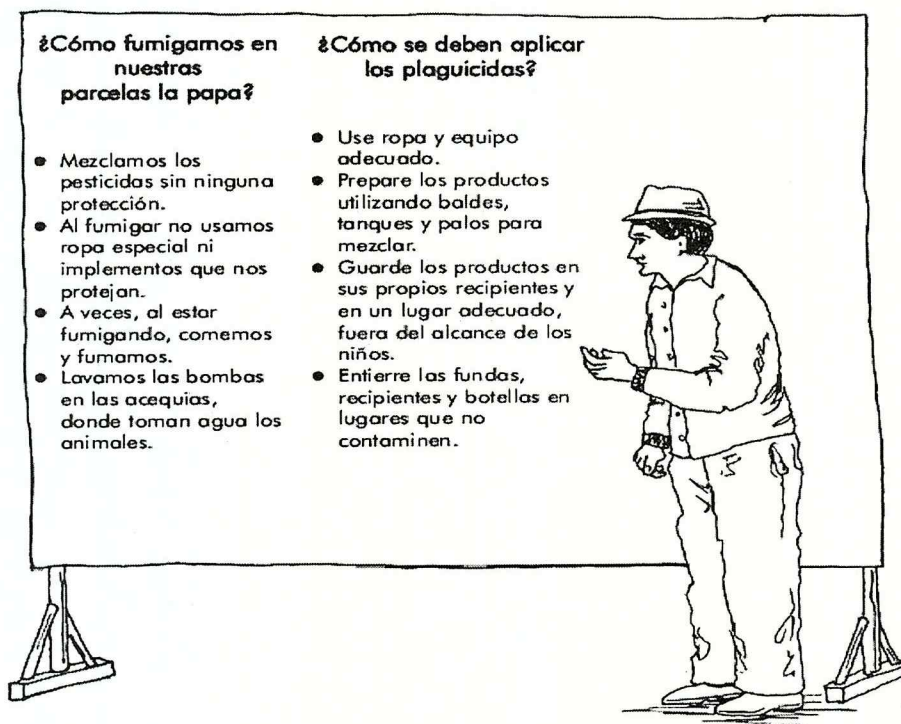 ¿Cómo fumigamos en
nuestras
parcelas la papa?
● Mezclamos los
pesticidas sin ninguna
protección.
● Al fumigar no usamos
ropa especial ni
implementos que nos
protejan.
● A veces, al estar
fumigando, comemos
y fumamos.
● Lavamos las bombas
en las acequias,
donde toman agua los
animales.
¿Cómo se deben aplicar
los plaguicidas?
● Use ropa y equipo
adecuado.
● Prepare los productos
utilizando baldes,
tanques y palos para
mezclar.
● Guarde los productos en
sus propios recipientes y
en un lugar adecuado,
fuera del alcance de los
niños.
● Entierre las fundas,
recipientes y botellas en
lugares que no
contaminen.